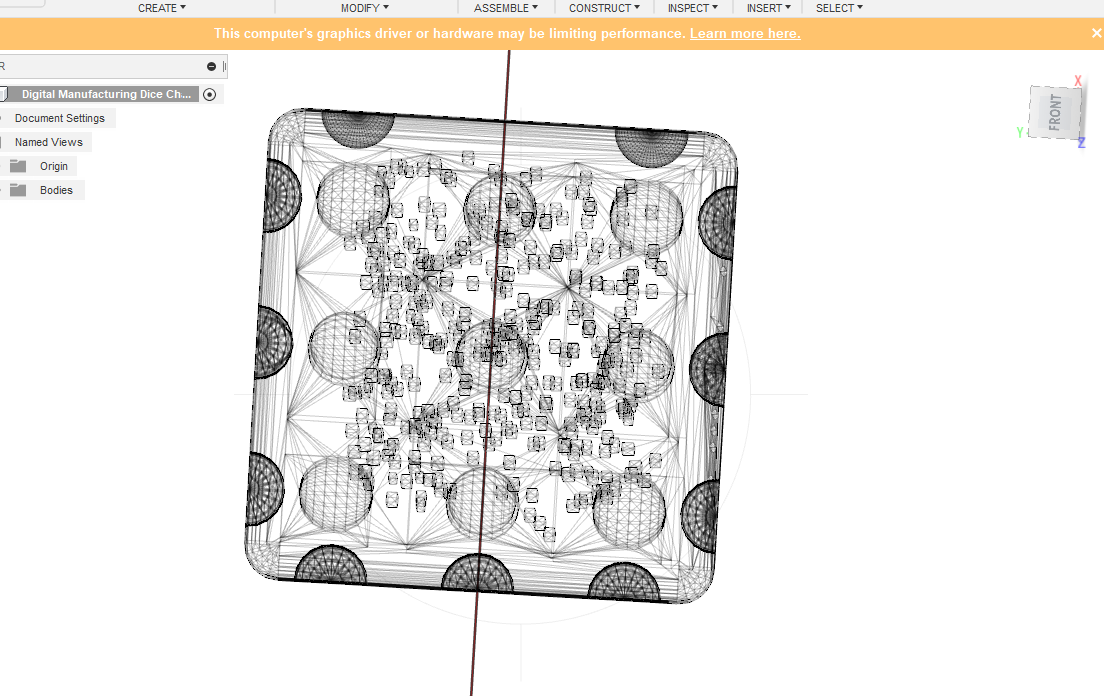 CREATE MODIFY ASSEMBLE CONSTRUCT INSPECT INSERT SELECT
This computer's graphics driver or hardware may be limiting performance. Learn more here.
R
Digital Manufacturing Dice Ch...
Document Settings
Named Views
Origin
Bodies
X
FRONT
Y
Z